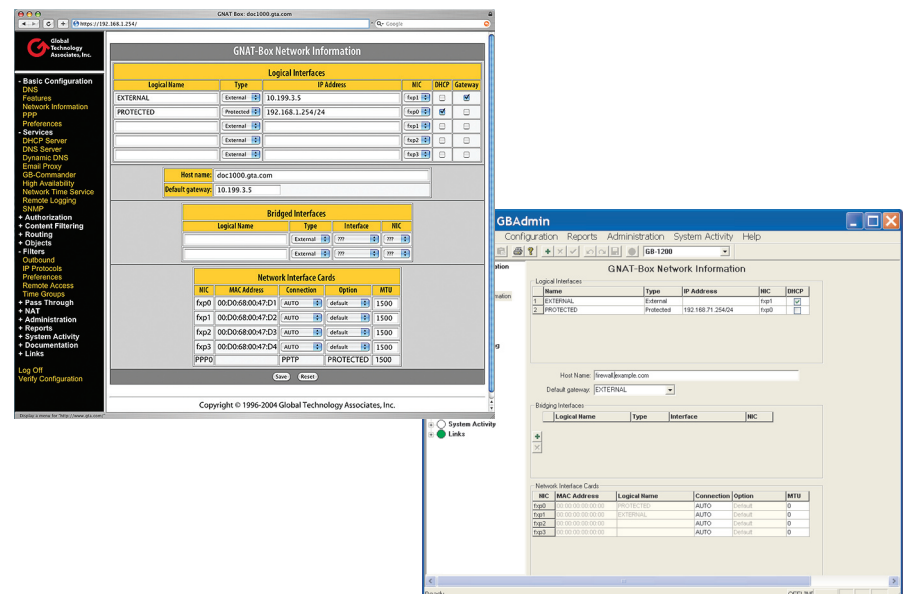 GNAT Box: doc1000.gta.com
https://192.168.1.254/
Google
Global
Technology
Associates, Inc.
- Basic Configuration
DNS
Features
Network Information
PPP
Preferences
- Services
DHCP Server
DNS Server
Dynamic DNS
Email Proxy
GB-Commander
High Availability
Network Time Service
Remote Logging
SNMP
+ Authorization
+ Content Filtering
+ Routing
+ Objects
- Filters
Outbound
IP Protocols
Preferences
Remote Access
Time Groups
+ Pass Through
+ NAT
+ Administration
+ Reports
+ System Activity
+ Documentation
+ Links
Log Off
Verify Configuration
GNAT-Box Network Information
Logical Interfaces
Logical Name Type IP Address NIC DHCP Gateway
EXTERNAL External 10.199.3.5 fxp1
PROTECTED Protected 192.168.1.254/24 fxp0
External fxp1
External fxp2
External fxp3
Host name: doc1000.gta.com
Default gateway: 10.199.3.5
Bridged Interfaces
Logical Name Type Interface NIC
External ??? ???
External ??? ???
Network Interface Cards
NIC MAC Address Connection Option MTU
fxp0 00:D0:68:00:47:D1 AUTO default 1500
fxp1 00:D0:68:00:47:D2 AUTO default 1500
fxp2 00:D0:68:00:47:D3 AUTO default 1500
fxp3 00:D0:68:00:47:D4 AUTO default 1500
PPP0 PPTP PROTECTED 1500
Save Reset
Copyright © 1996-2004 Global Technology Associates, Inc.
Display a menu for "http://www.gta.com/"
GBAdmin
Configuration Reports Administration System Activity Help
GB-1200
GNAT-Box Network Information
Logical Interfaces
Name Type IP Address NIC DHCP
1 EXTERNAL External fxp1
2 PROTECTED Protected 192.168.71.254/24 fxp0
Host Name: firewall.example.com
Default gateway: EXTERNAL
Bridging Interfaces
Logical Name Type Interface NIC
System Activity
Links
Network Interface Cards
NIC MAC Address Logical Name Connection Option MTU
fxp0 00:00:00:00:00:00 PROTECTED AUTO Default 0
fxp1 00:00:00:00:00:00 EXTERNAL AUTO Default 0
fxp2 00:00:00:00:00:00 AUTO Default 0
fxp3 00:00:00:00:00:00 AUTO Default 0
Ready
OFFLINE